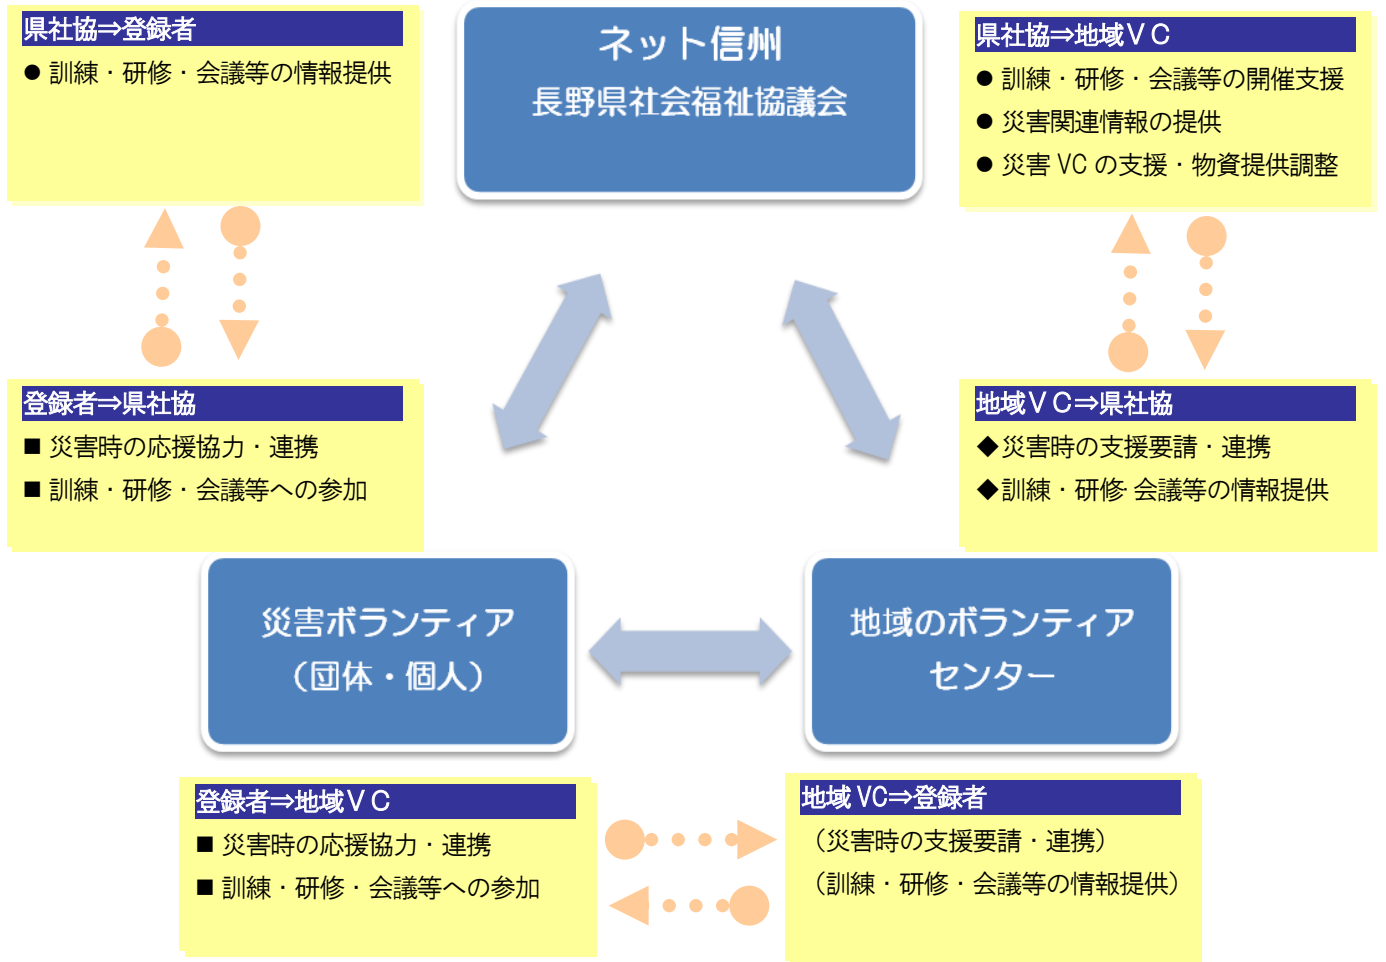 県社協⇒登録者
● 訓練・研修・会議等の情報提供
ネット信州
長野県社会福祉協議会
県社協⇒地域ＶＣ
● 訓練・研修・会議等の開催支援
● 災害関連情報の提供
● 災害 VC の支援・物資提供調整
登録者⇒県社協
■ 災害時の応援協力・連携
■ 訓練・研修・会議等への参加
地域ＶＣ⇒県社協
◆災害時の支援要請・連携
◆訓練・研修・会議等の情報提供
災害ボランティア
（団体・個人）
地域のボランティア
センター
登録者⇒地域ＶＣ
■ 災害時の応援協力・連携
■ 訓練・研修・会議等への参加
地域 VC⇒登録者
（災害時の支援要請・連携）
（訓練・研修・会議等の情報提供）